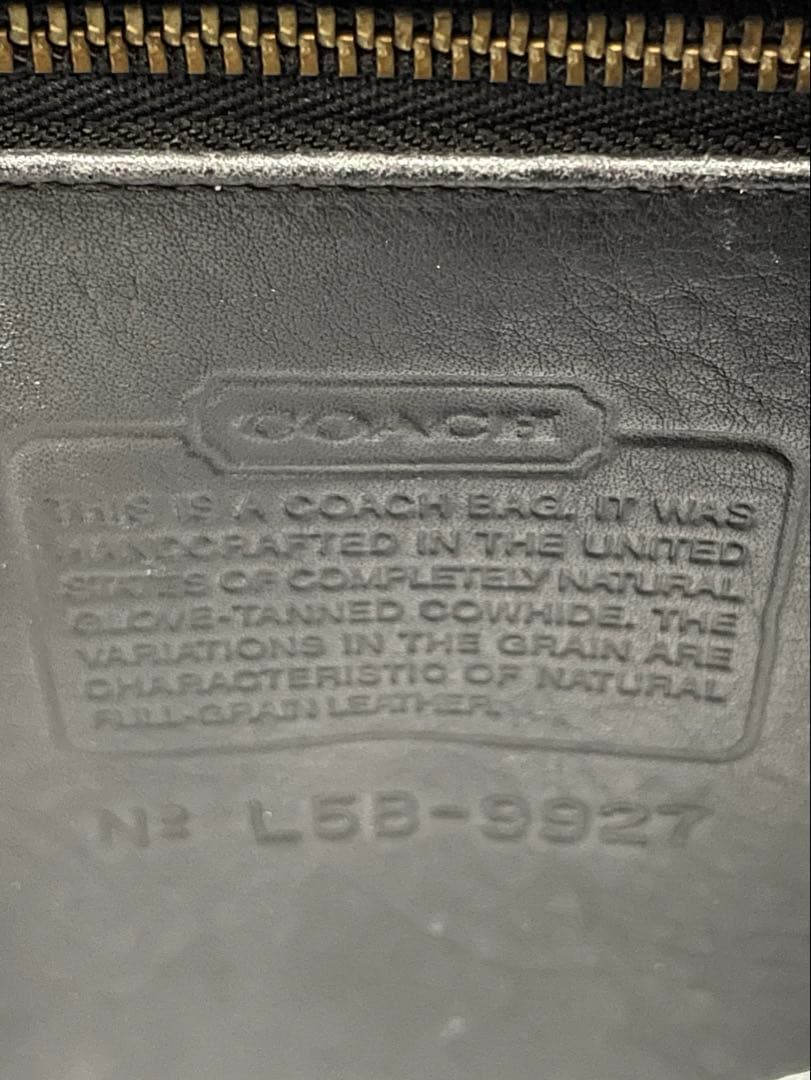 COACH
THIS IS A COACH BAG. IT WAS
HANDCRAFTED IN THE UNITED
STATES OF COMPLETELY NATURAL
GLOVE-TANNED COWHIDE. THE
VARIATIONS IN THE GRAIN ARE
CHARACTERISTIC OF NATURAL
FULL-GRAIN LEATHER.
Nº L5B-9927